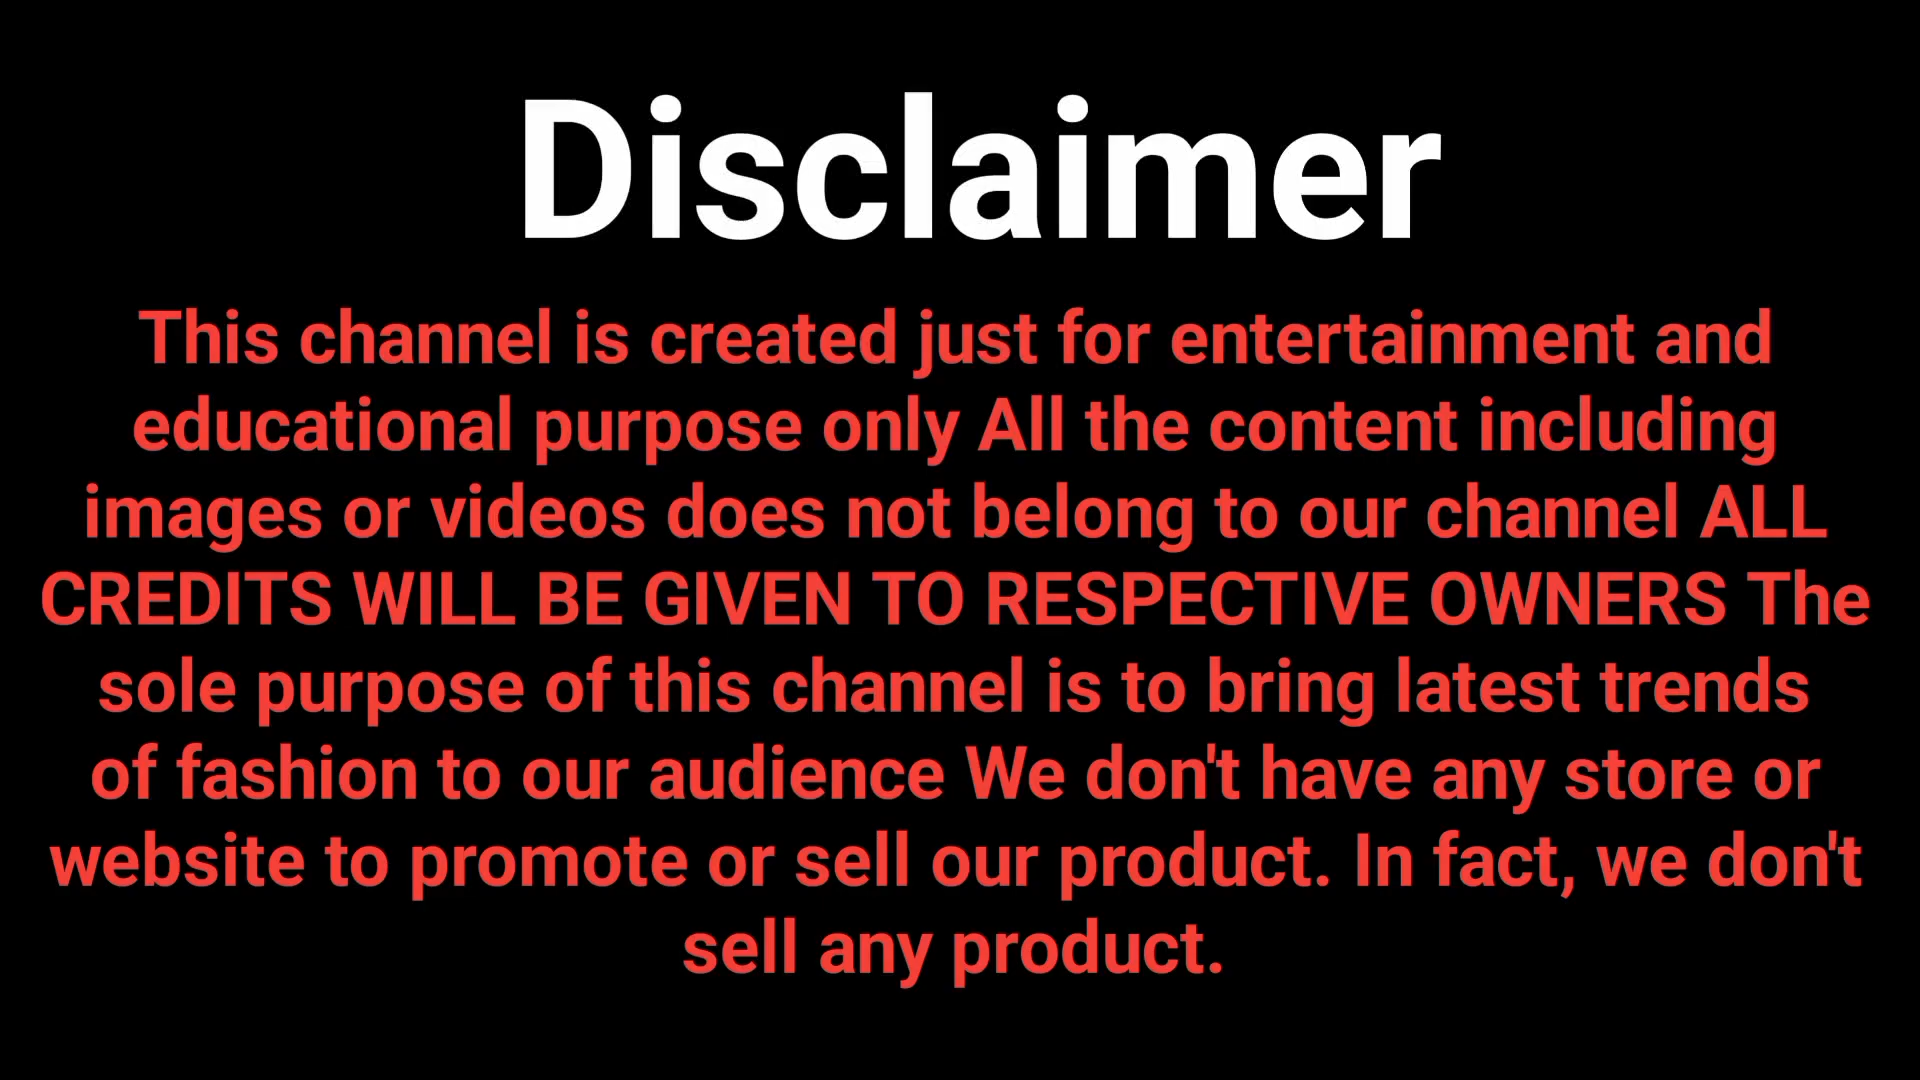 Disclaimer
This channel is created just for entertainment and
educational purpose only All the content including
images or videos does not belong to our channel ALL
CREDITS WILL BE GIVEN TO RESPECTIVE OWNERS The
sole purpose of this channel is to bring latest trends
of fashion to our audience We don't have any store or
website to promote or sell our product. In fact, we don't
sell any product.